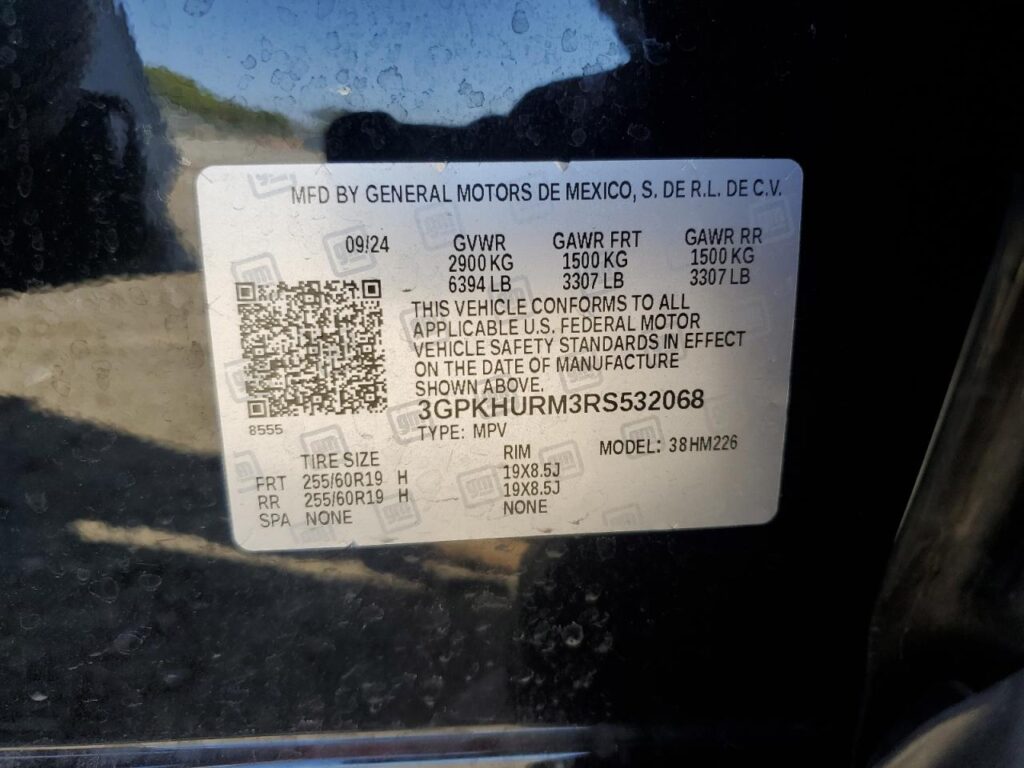 MFD BY GENERAL MOTORS DE MEXICO, S. DE R.L. DE C.V.
09/24 GVWR GAWR FRT GAWR RR
2900 KG 1500 KG 1500 KG
6394 LB 3307 LB 3307 LB
THIS VEHICLE CONFORMS TO ALL
APPLICABLE U.S. FEDERAL MOTOR
VEHICLE SAFETY STANDARDS IN EFFECT
ON THE DATE OF MANUFACTURE
SHOWN ABOVE.
3GPKHURM3RS532068
8555
TYPE: MPV MODEL: 38HM226
TIRE SIZE RIM
FRT 255/60R19 H 19X8.5J
RR 255/60R19 H 19X8.5J
SPA NONE NONE